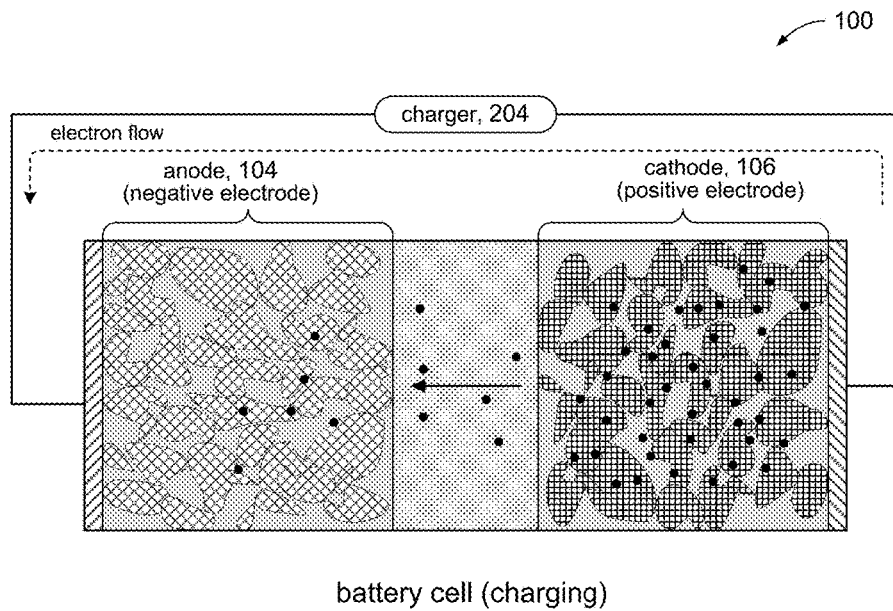 100
charger, 204
electron flow
anode, 104
(negative electrode)
cathode, 106
(positive electrode)
battery cell (charging)